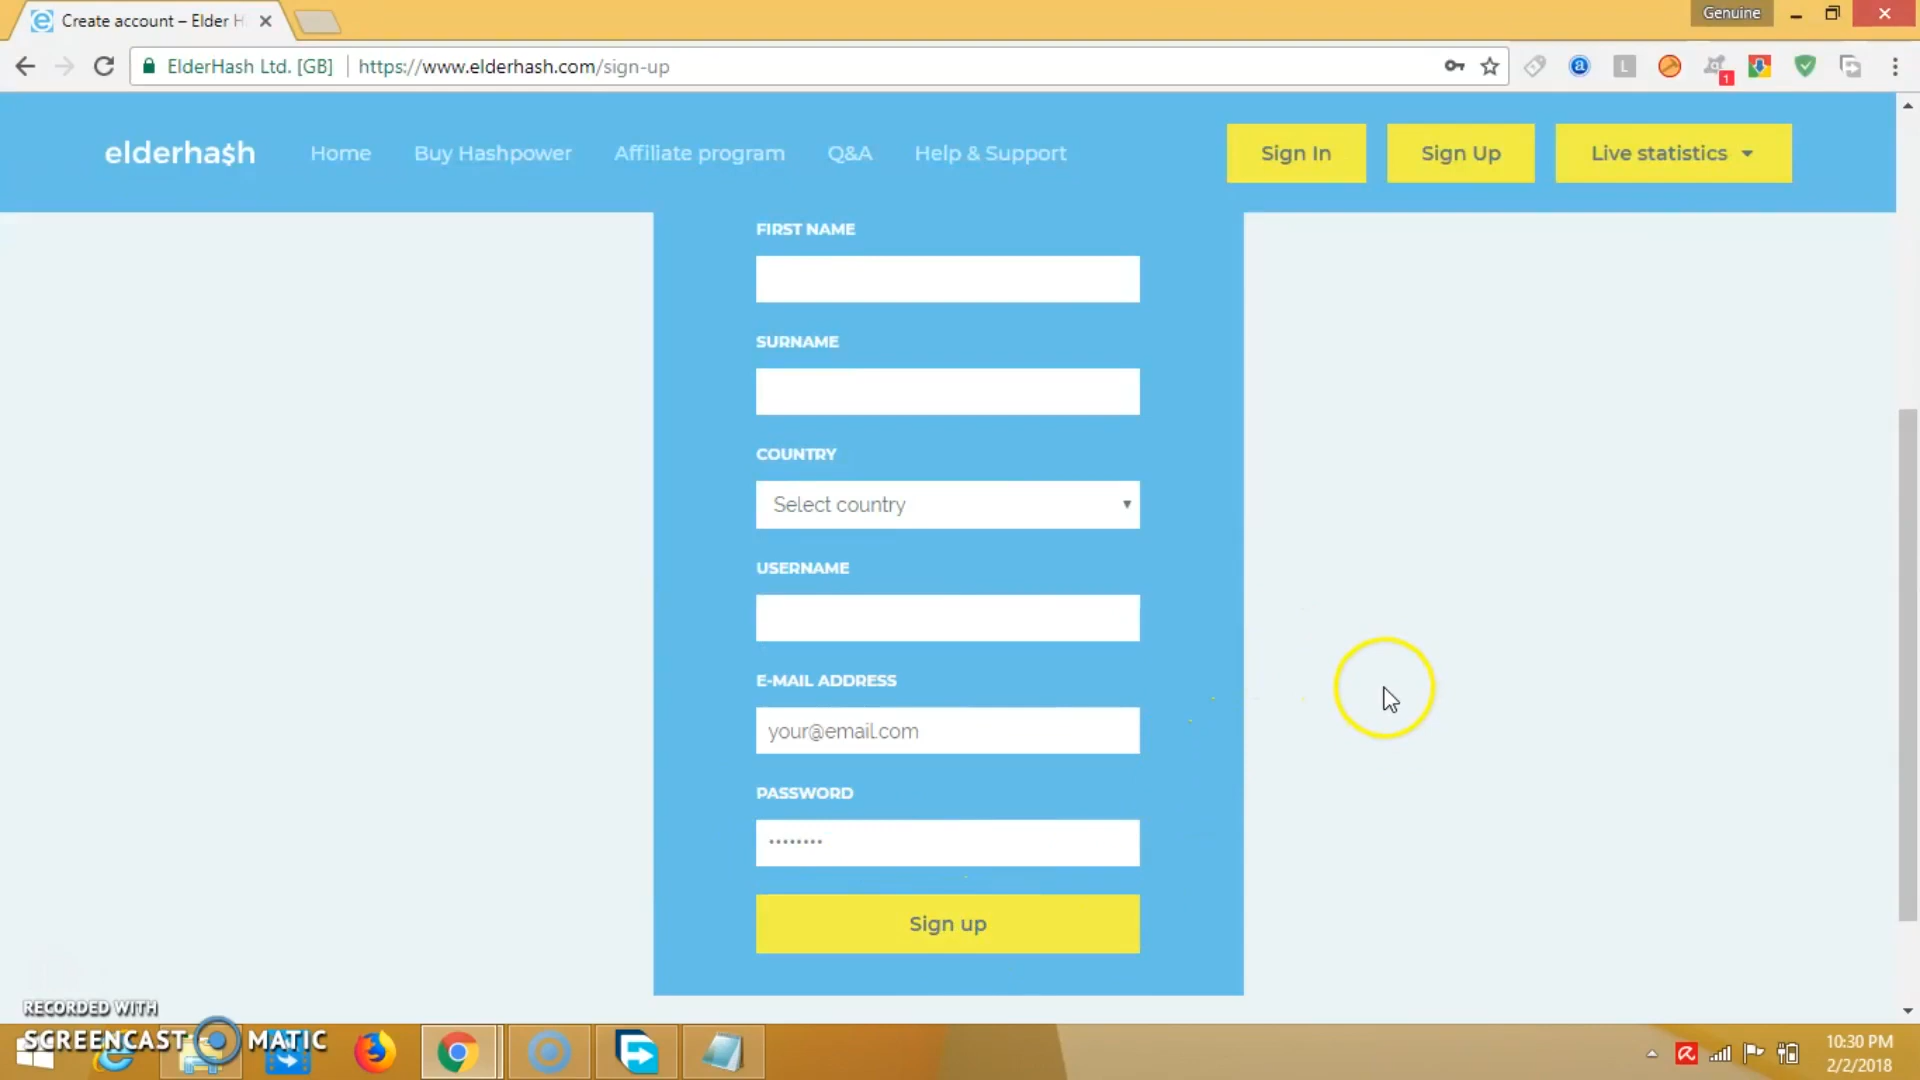 Create account – Elder H
Genuine
ElderHash Ltd. [GB]
https://www.elderhash.com/sign-up
1
elderha$h
Home
Buy Hashpower
Affiliate program
Q&A
Help & Support
Sign In
Sign Up
Live statistics
FIRST NAME
SURNAME
COUNTRY
Select country
USERNAME
E-MAIL ADDRESS
your@email.com
PASSWORD
Sign up
RECORDED WITH
SCREENCAST MATIC
10:30 PM
2/2/2018